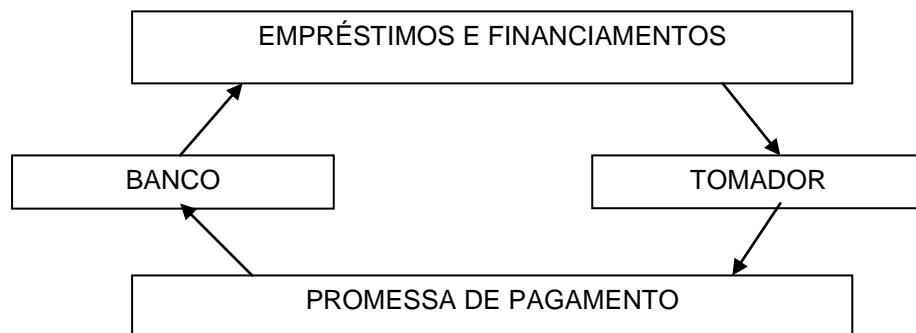 EMPRÉSTIMOS E FINANCIAMENTOS
BANCO
TOMADOR
PROMESSA DE PAGAMENTO